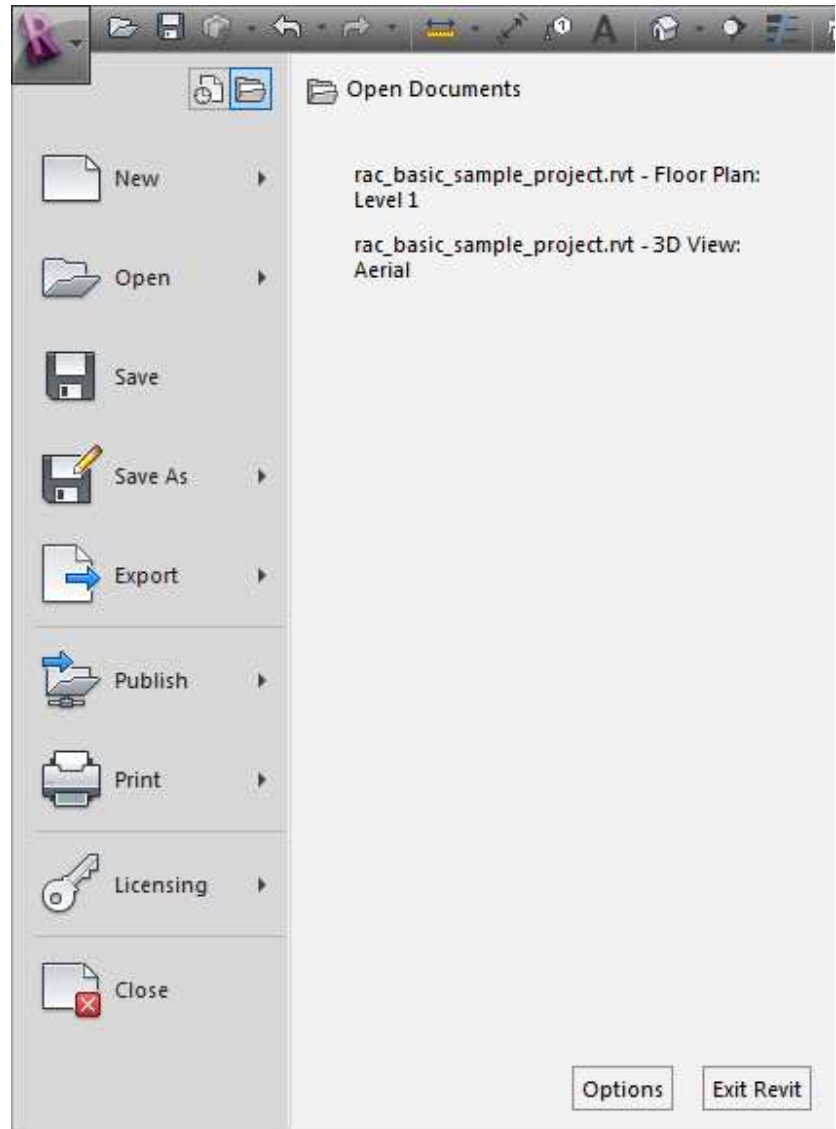 R
1 A
Open Documents
New
rac_basic_sample_project.rvt - Floor Plan:
Level 1
rac_basic_sample_project.rvt - 3D View:
Aerial
Open
Save
Save As
Export
Publish
Print
Licensing
Close
Options
Exit Revit